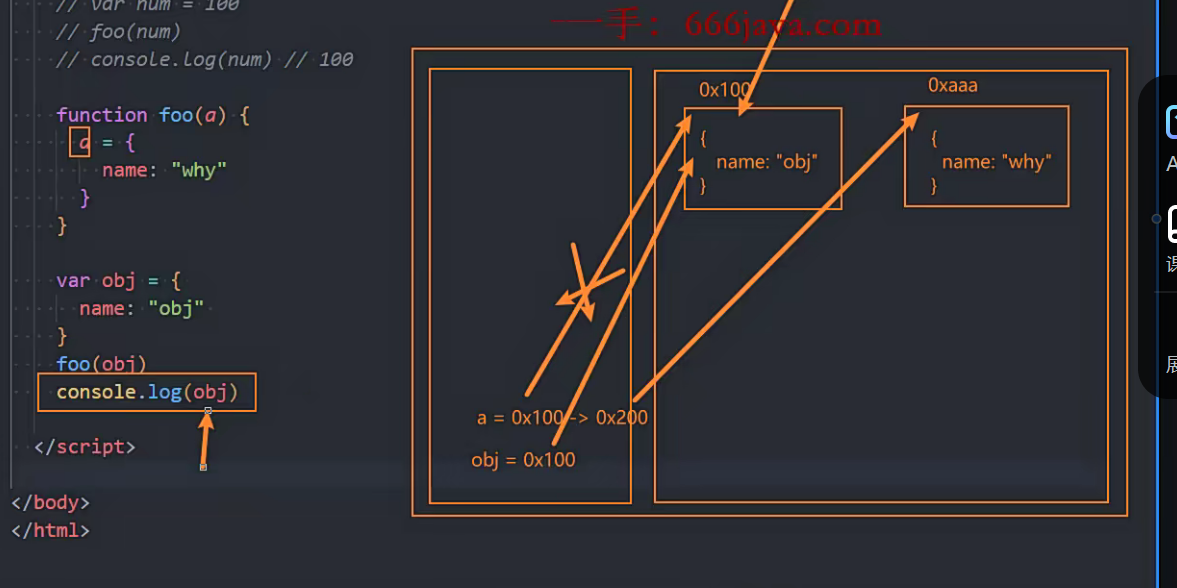 // var num = 100
// foo(num)
// console.log(num) // 100
function foo(a) {
a = {
name: "why"
}
}
var obj = {
name: "obj"
}
foo(obj)
console.log(obj)
</script>
</body>
</html>
一手：666java.com
0x100
{
name: "obj"
}
0xaaa
{
name: "why"
}
a = 0x100 -> 0x200
obj = 0x100
A